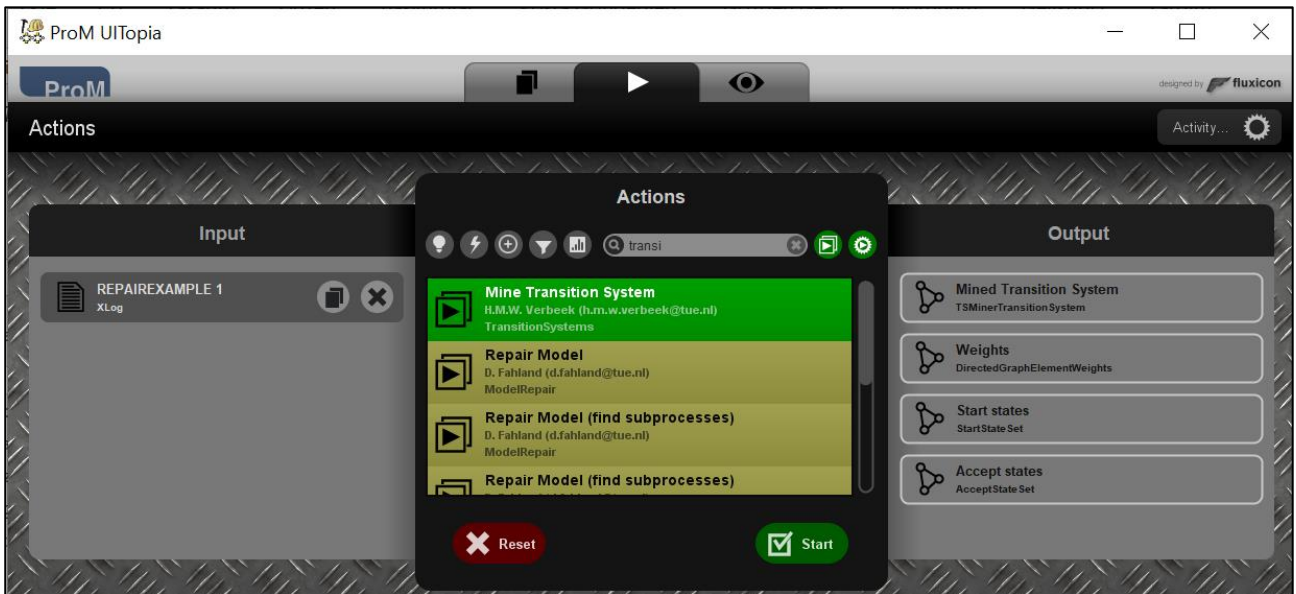 ProM UITopia
ProM
designed by fluxicon
Actions
Activity...
Input
REPAIREXAMPLE 1
XLog
Actions
transi
Mine Transition System
H.M.W. Verbeek (h.m.w.verbeek@tue.nl)
TransitionSystems
Repair Model
D. Fahland (d.fahland@tue.nl)
ModelRepair
Repair Model (find subprocesses)
D. Fahland (d.fahland@tue.nl)
ModelRepair
Repair Model (find subprocesses)
Reset
Start
Output
Mined Transition System
TSMinerTransitionSystem
Weights
DirectedGraphElementWeights
Start states
StartStateSet
Accept states
AcceptStateSet